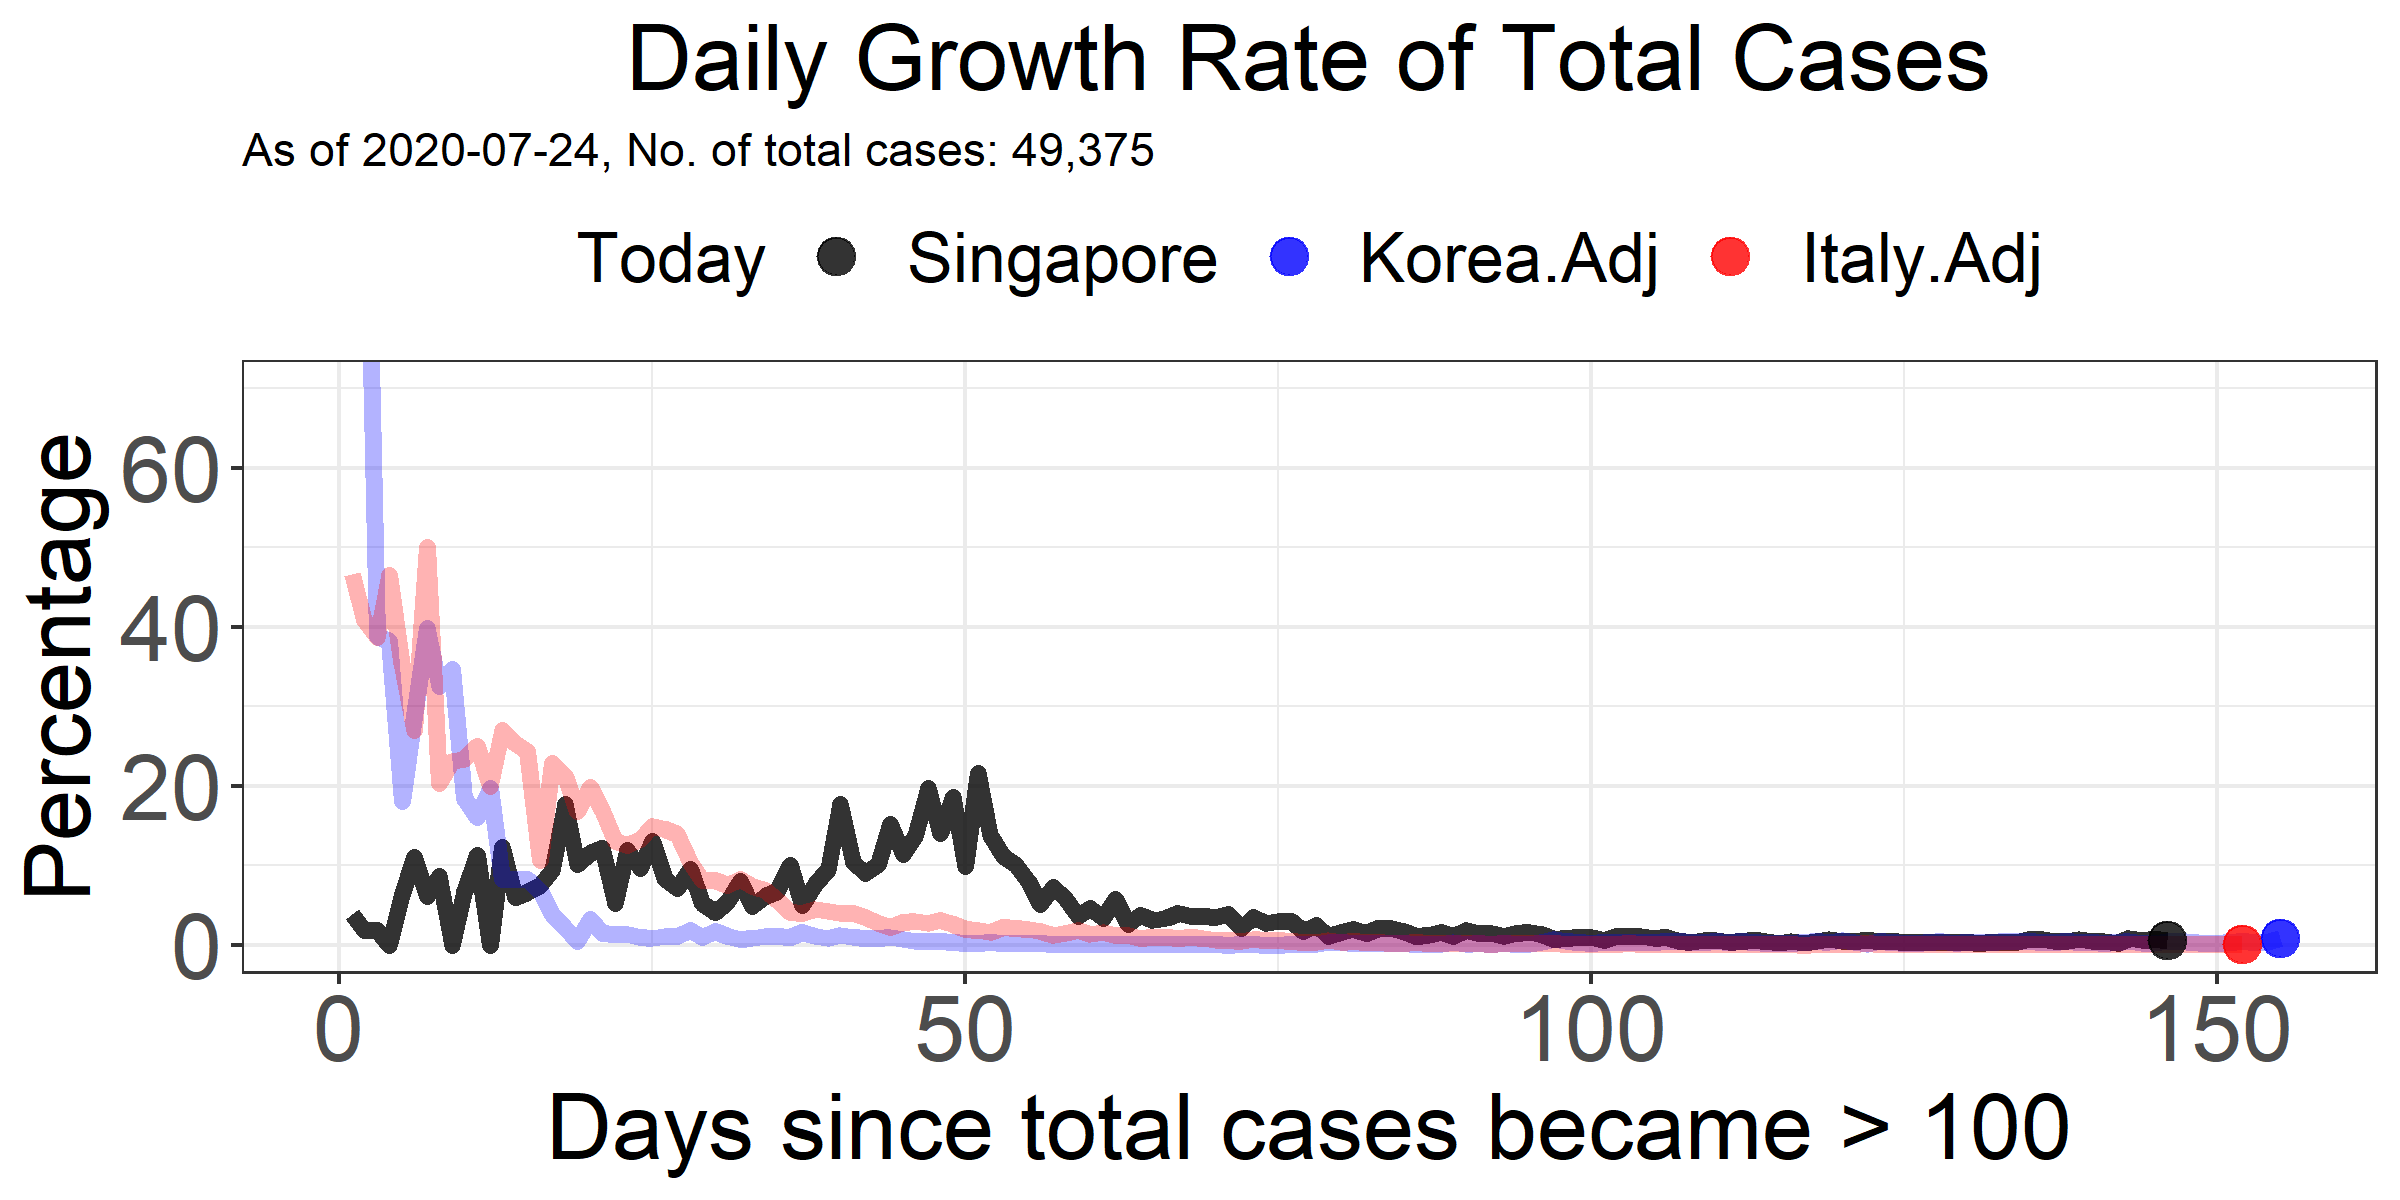 Daily Growth Rate of Total Cases
As of 2020-07-24, No. of total cases: 49,375
Today Singapore Korea.Adj Italy.Adj
Percentage
60
40
20
0
0 50 100 150
Days since total cases became > 100